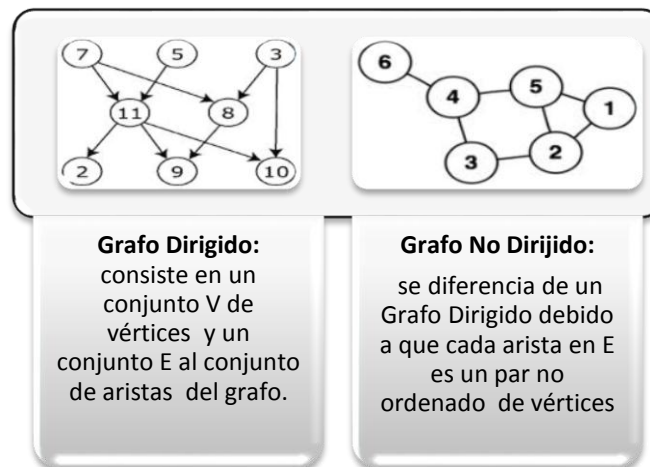 7 5 3
11 8
2 9 10
6
5
4
1
2
3
Grafo Dirigido:
consiste en un
conjunto V de
vértices y un
conjunto E al conjunto
de aristas del grafo.
Grafo No Dirijido:
se diferencia de un
Grafo Dirigido debido
a que cada arista en E
es un par no
ordenado de vértices